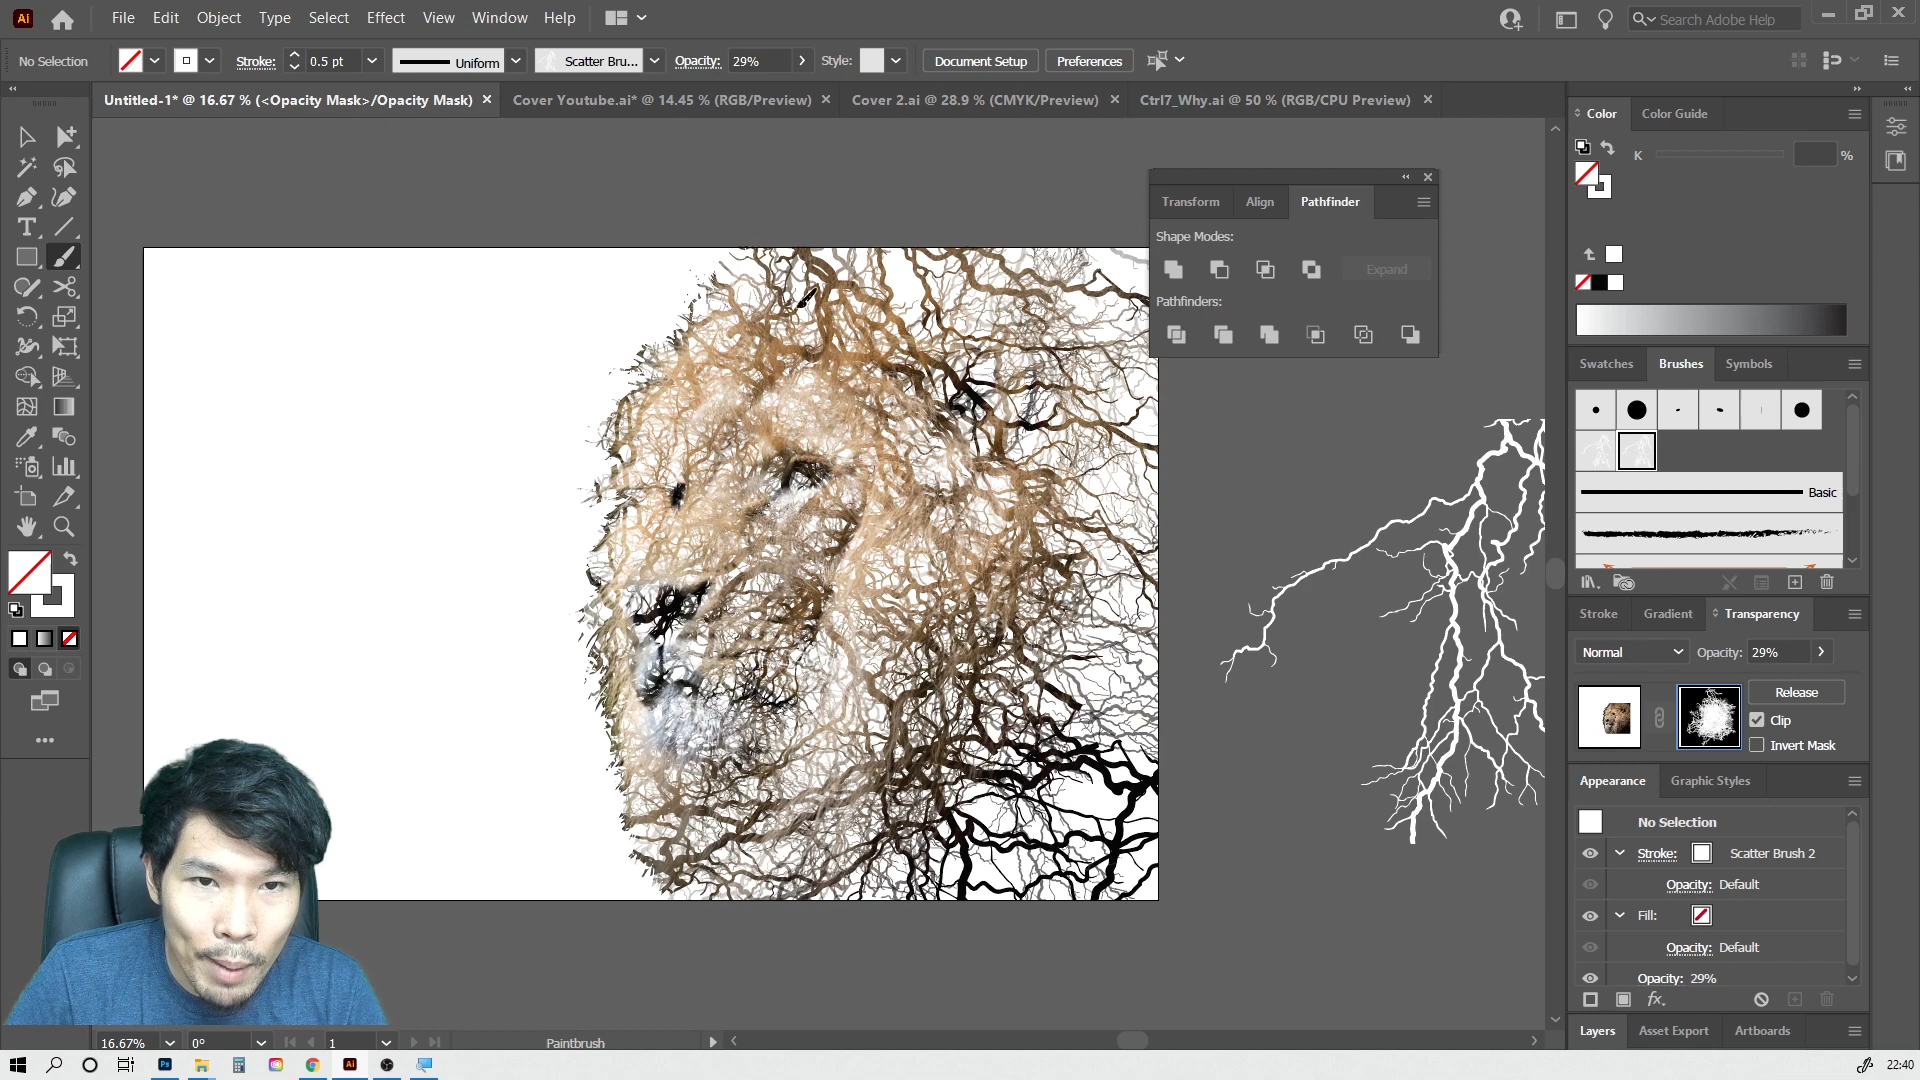 Ai File Edit Object Type Select Effect View Window Help Search Adobe Help
No Selection Stroke: 0.5 pt Uniform Scatter Bru... Opacity: 29% Style: Document Setup Preferences
Untitled-1* @ 16.67 % (<Opacity Mask>/Opacity Mask) Cover Youtube.ai* @ 14.45 % (RGB/Preview) Cover 2.ai @ 28.9 % (CMYK/Preview) Ctrl7_Why.ai @ 50 % (RGB/CPU Preview)
Color Color Guide
K %
Transform Align Pathfinder
Shape Modes:
Expand
Pathfinders:
Swatches Brushes Symbols
Basic
Stroke Gradient Transparency
Normal Opacity: 29%
Release
Clip
Invert Mask
Appearance Graphic Styles
No Selection
Stroke: Scatter Brush 2
Opacity: Default
Fill:
Opacity: Default
Opacity: 29%
fx.
Layers Asset Export Artboards
16.67% 0° 1 Paintbrush
Ps Ai 22:40